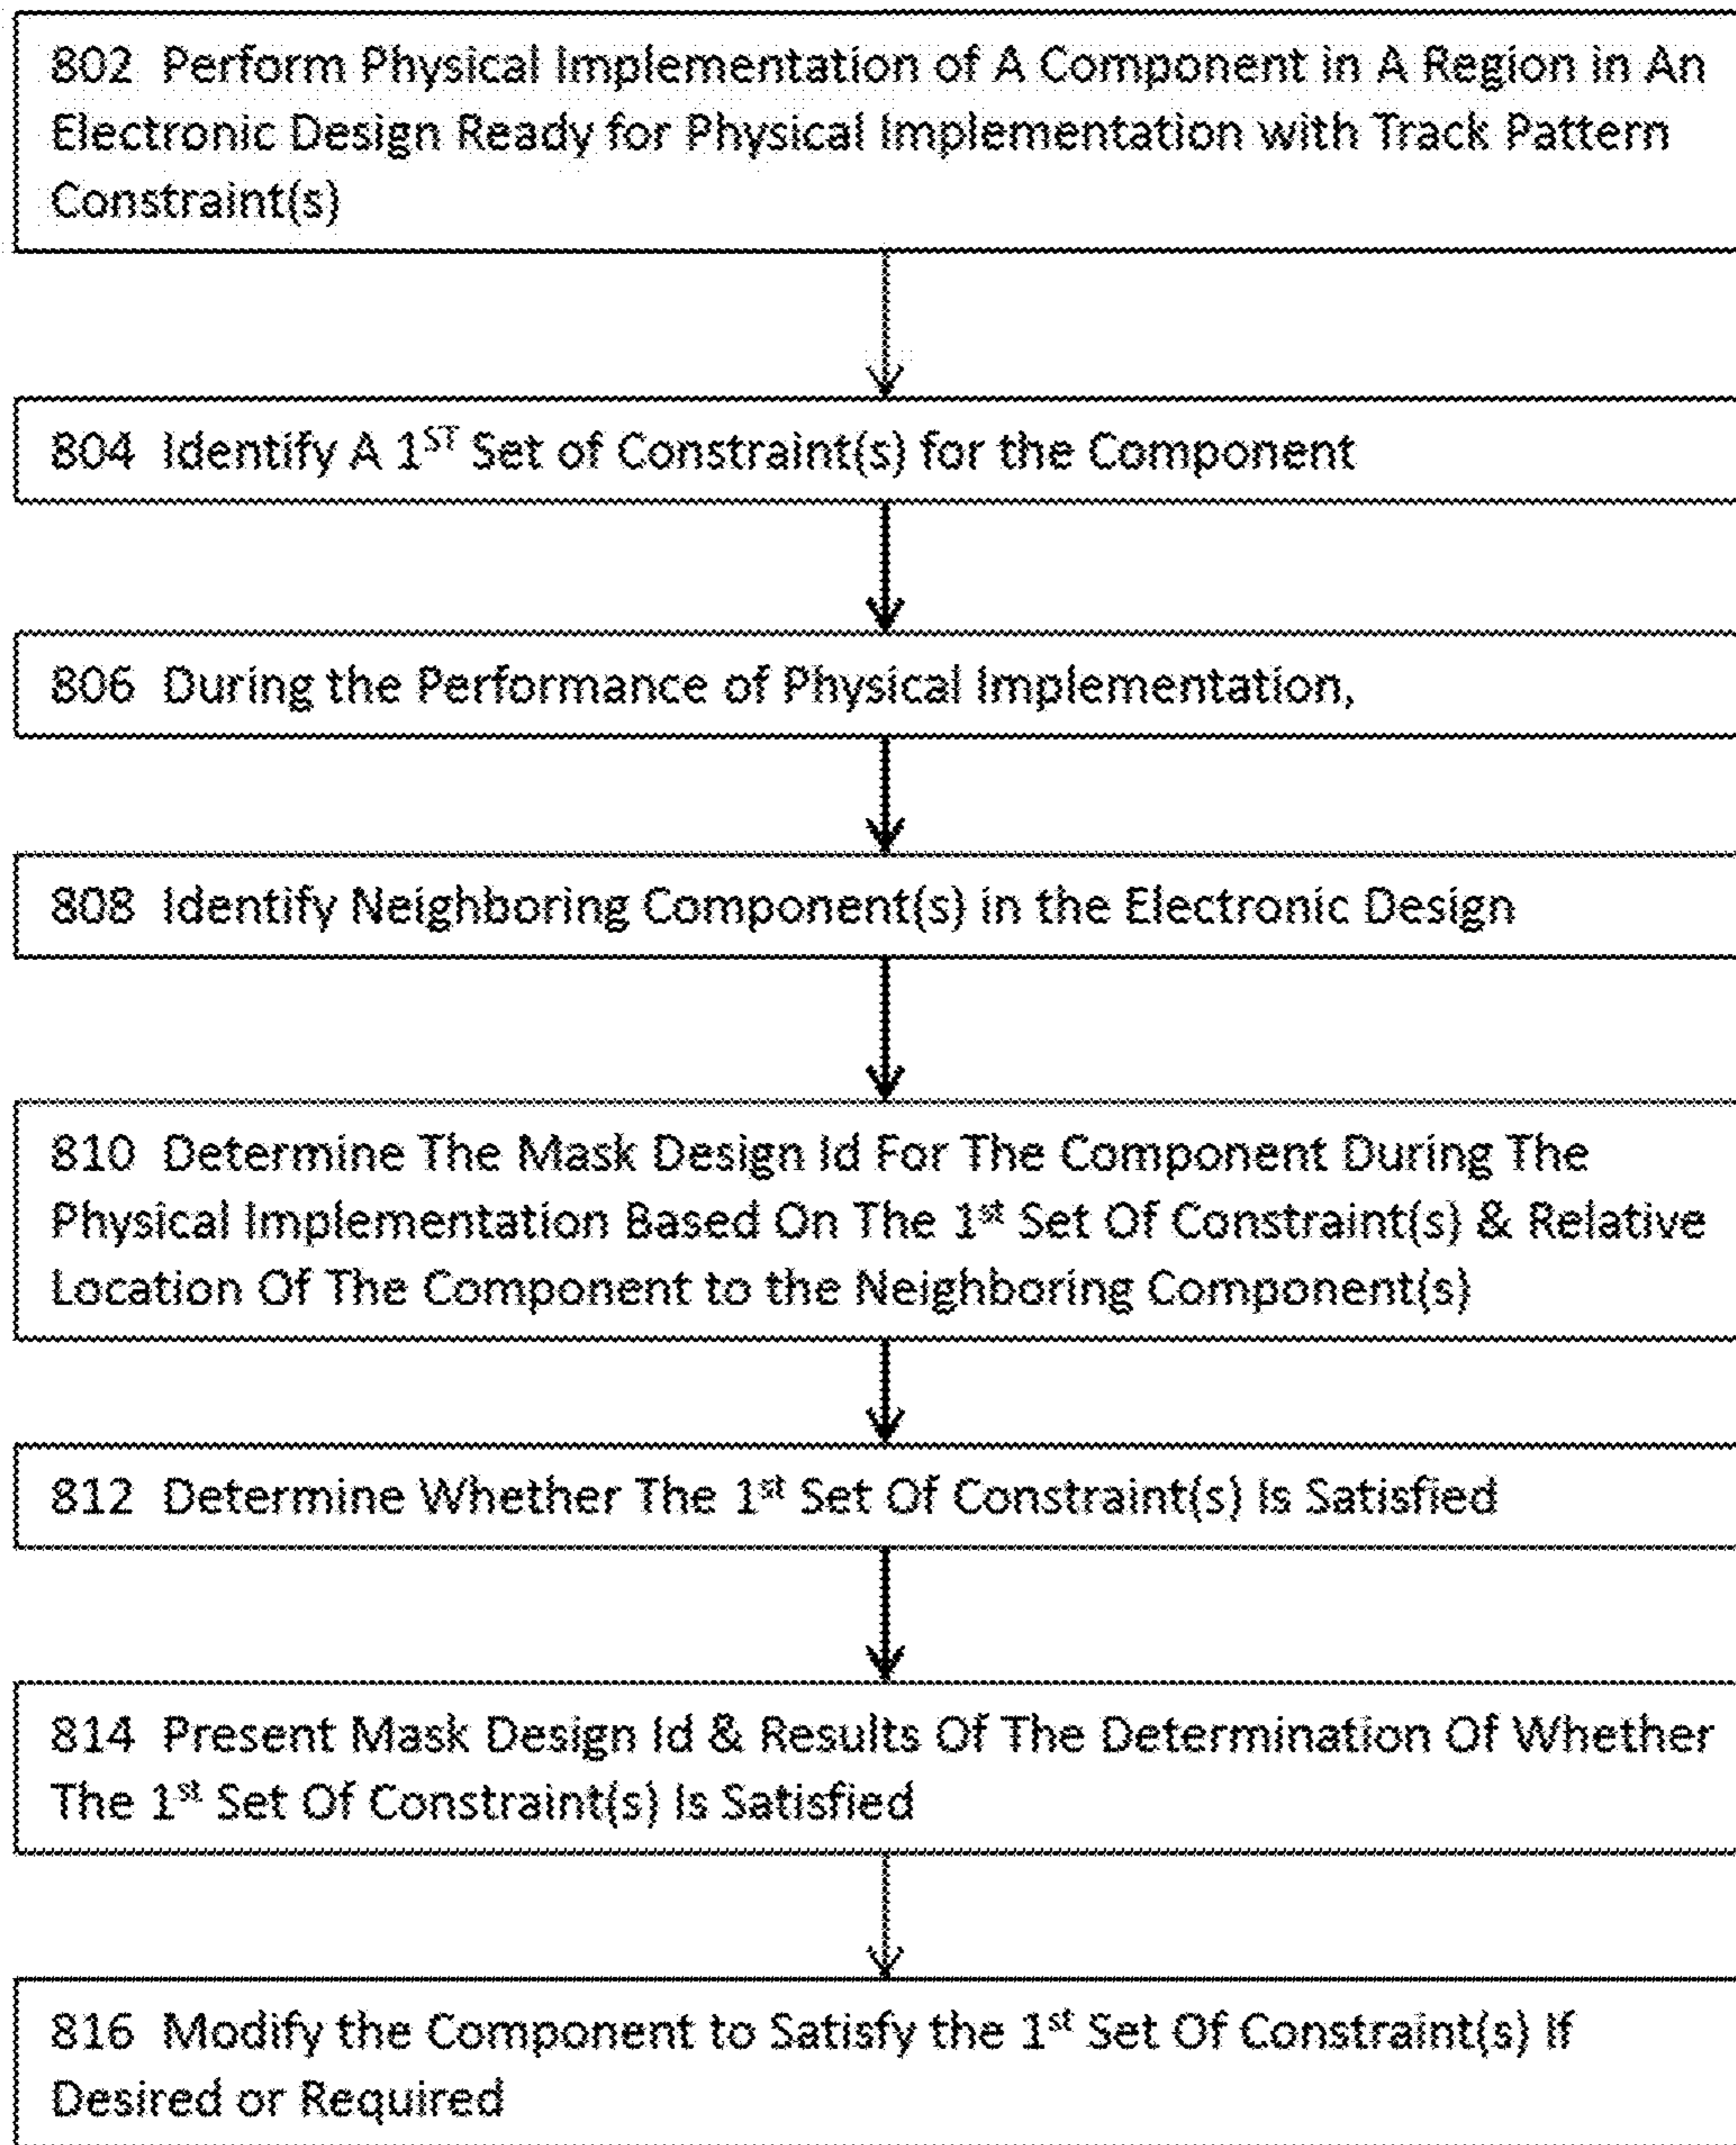 802 Perform Physical Implementation of A Component in A Region in An
Electronic Design Ready for Physical Implementation with Track Pattern
Constraint(s)
804 Identify A 1ST Set of Constraint(s) for the Component
806 During the Performance of Physical Implementation,
808 Identify Neighboring Component(s) in the Electronic Design
810 Determine The Mask Design Id For The Component During The
Physical Implementation Based On The 1st Set Of Constraint(s) & Relative
Location Of The Component to the Neighboring Component(s)
812 Determine Whether The 1st Set Of Constraint(s) Is Satisfied
814 Present Mask Design Id & Results Of The Determination Of Whether
The 1st Set Of Constraint(s) Is Satisfied
816 Modify the Component to Satisfy the 1st Set Of Constraint(s) If
Desired or Required